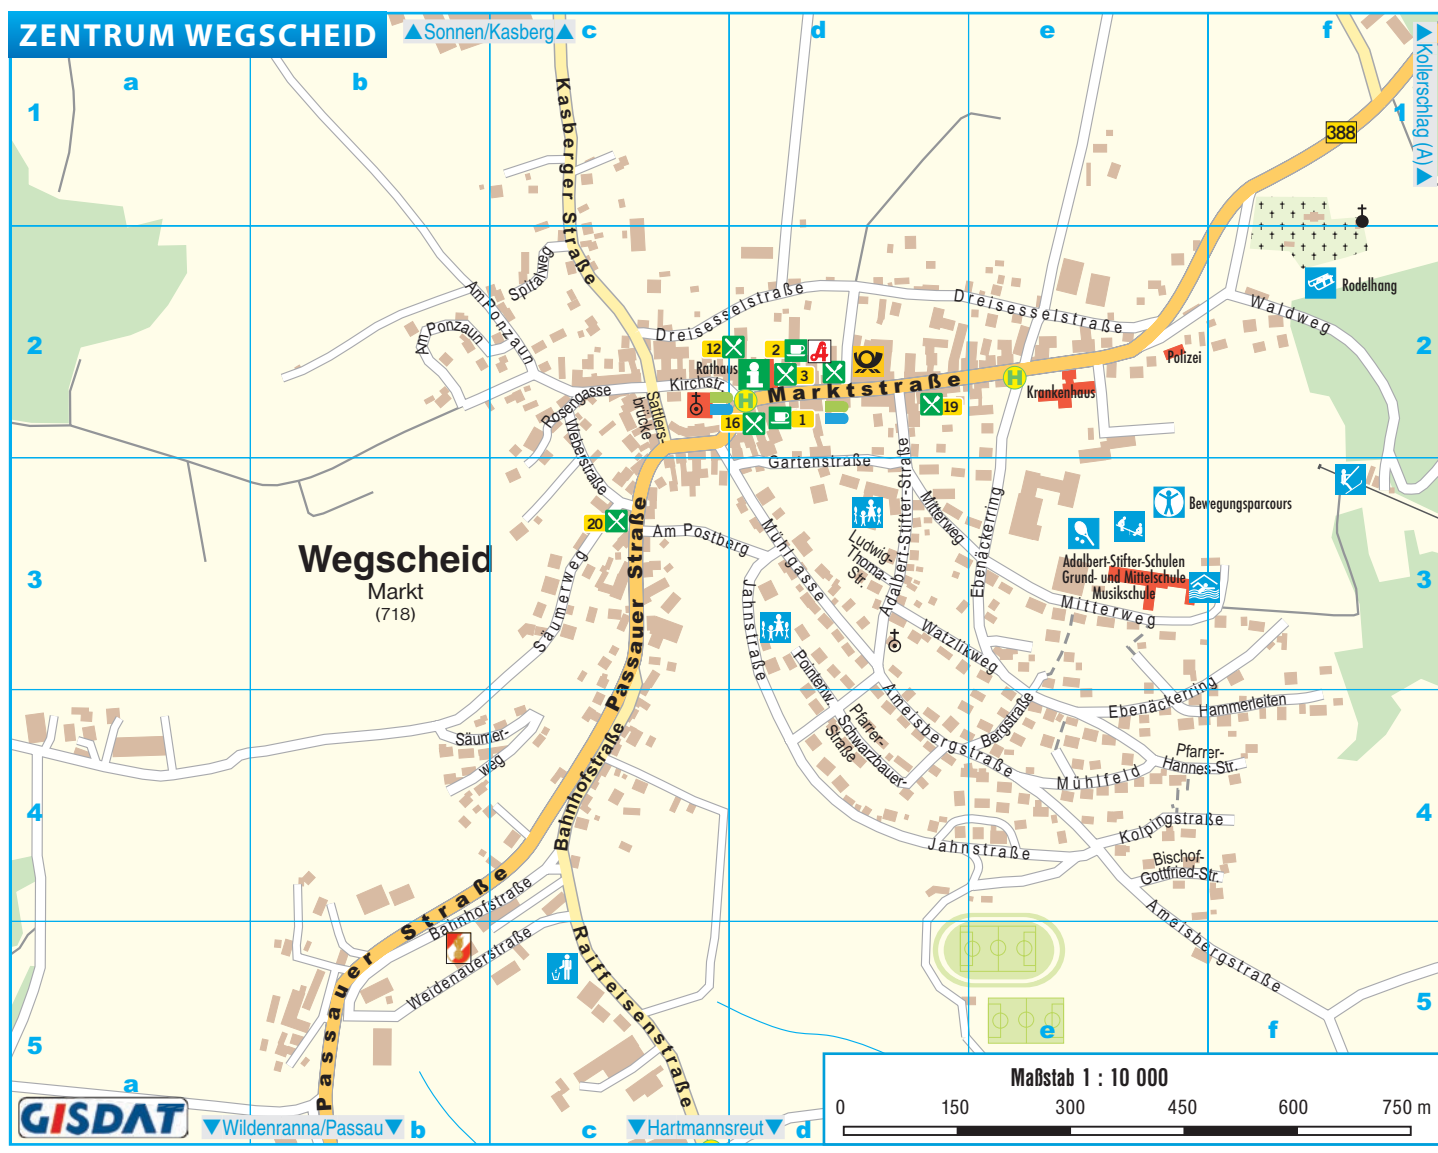 ZENTRUM WEGSCHEID
▲Sonnen/Kasberg▲
c
d
e
f
◀Kollerschlag (A)▶
a
b
1
1
388
Kasberger Straße
Spitalweg
Am Ponzaun
Am Ponzaun
Dreisesselstraße
Dreisesselstraße
Waldweg
Rodelhang
2
2
12
2
3
Rathaus
Kirchstr.
H
Marktstraße
H
Polizei
Krankenhaus
19
16
1
Rosengasse
Weberstraße
Sattlers-
brücke
Gartenstraße
20
Am Postberg
Mühlgasse
Adalbert-Stifter-Straße
Mitterweg
Ebenäckerring
Bewegungsparcours
Wegscheid
Markt
(718)
3
3
Ludwig-
Thoma-
Str.
Adalbert-Stifter-Schulen
Grund- und Mittelschule
Musikschule
Mitterweg
Säumerweg
Passauer Straße
Jahnstraße
Watzlikweg
Pointenw.
Pfarrer-
Schwarzbauer-
Straße
Ameisbergstraße
Bergstraße
Ebenäckerring
Hammerleiten
Säumer-
weg
Bahnhofstraße
Pfarrer-
Hannes-Str.
Mühlfeld
4
4
Kolpingstraße
Jahnstraße
Bischof-
Gottfried-Str.
Ameisbergstraße
Passauer Straße
Bahnhofstraße
Weidenauerstraße
Raiffeisenstraße
5
5
e
f
a
GISDAT
▼Wildenranna/Passau▼
b
c
▼Hartmannsreut▼
d
Maßstab 1 : 10 000
0 150 300 450 600 750 m